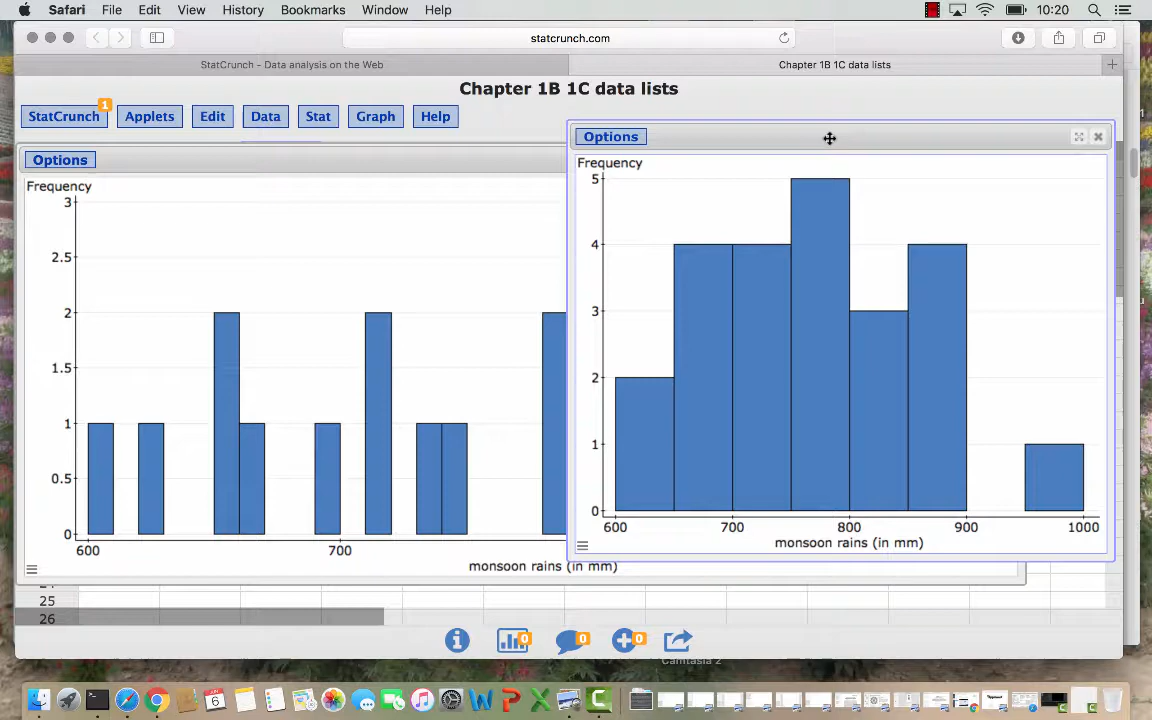 Safari File Edit View History Bookmarks Window Help 10:20
statcrunch.com
StatCrunch - Data analysis on the Web Chapter 1B 1C data lists
Chapter 1B 1C data lists
StatCrunch 1 Applets Edit Data Stat Graph Help
Options
Frequency
3
2.5
2
1.5
1
0.5
0
600 700
monsoon rains (in mm)
Options
Frequency
5
4
3
2
1
0
600 700 800 900 1000
monsoon rains (in mm)
25
26
0 0 0
Camtasia 2
6